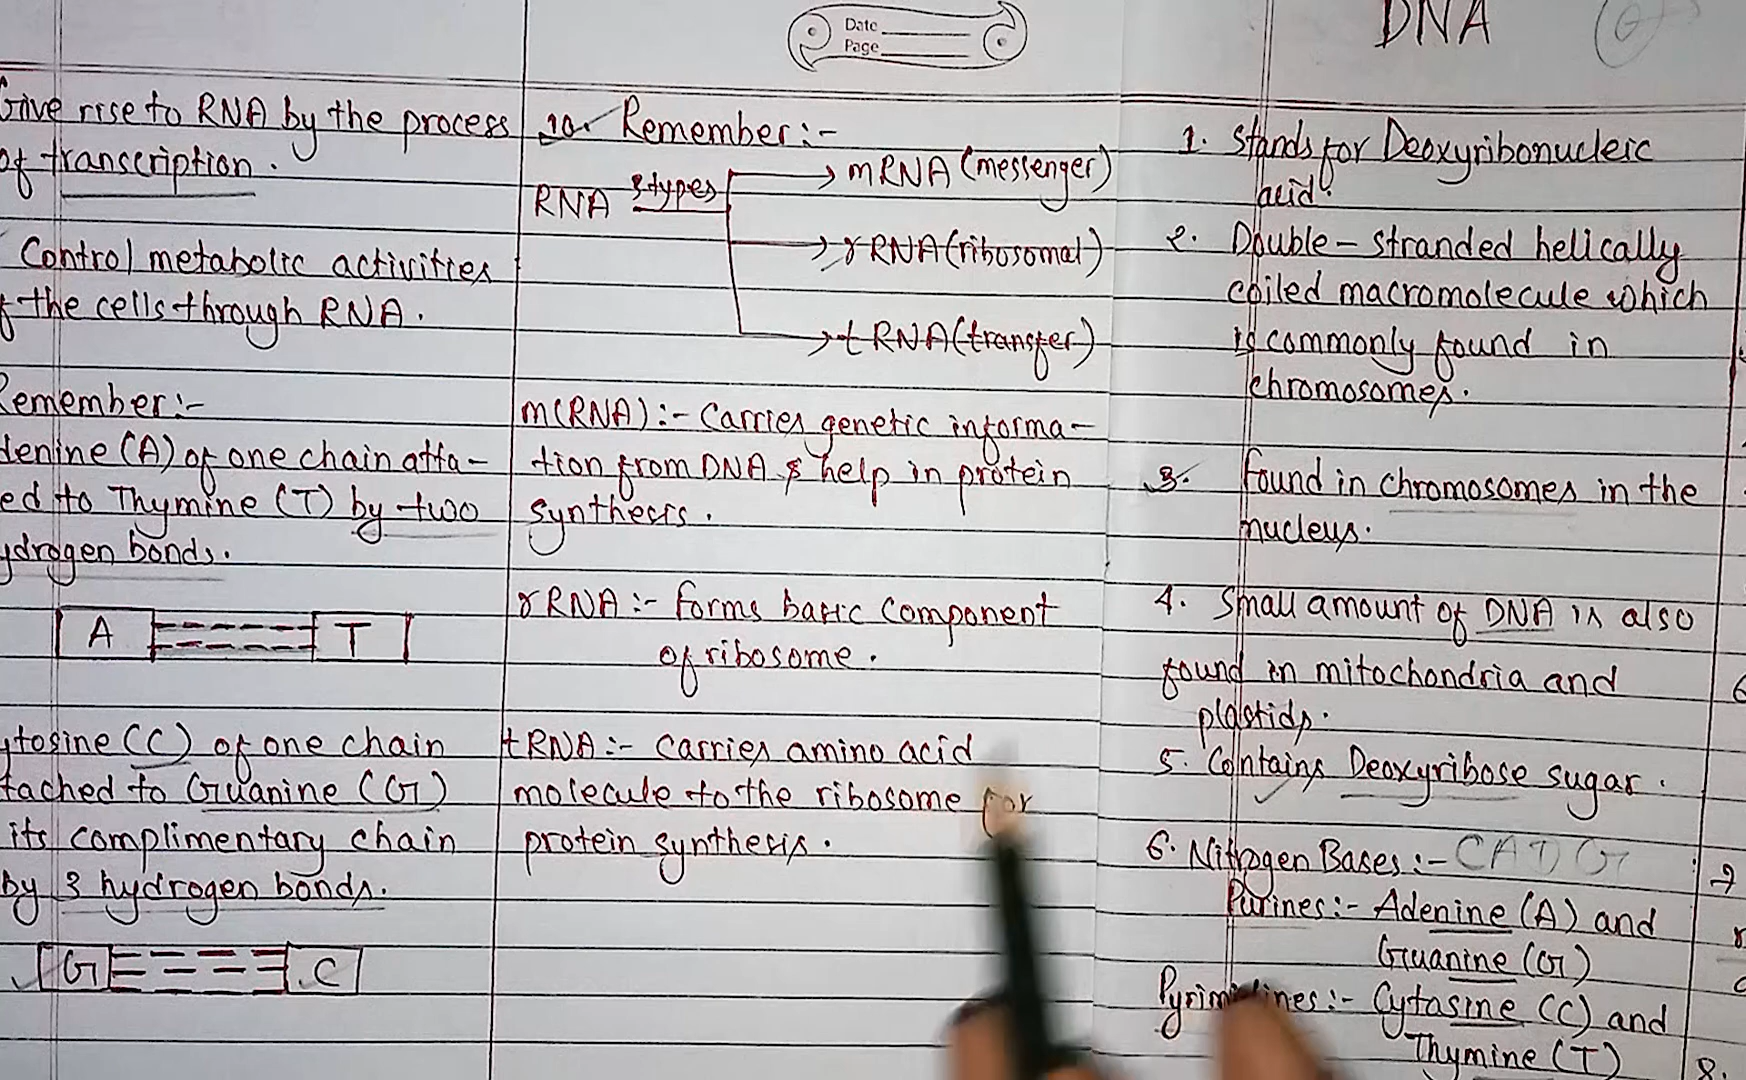 Give rise to RNA by the process
of transcription.
Control metabolic activities
the cells through RNA.
Remember:-
denine (A) of one chain atta-
ed to Thymine (T) by two
ydrogen bonds.
A T
ytosine (C) of one chain
tached to Guanine (G)
its complimentary chain
by 3 hydrogen bonds.
G C
Date
Page
10. Remember:-
RNA 3 types
mRNA (messenger)
rRNA (ribosomal)
tRNA (transfer)
m(RNA):- Carries genetic informa-
tion from DNA & help in protein
synthesis.
rRNA:- forms basic component
of ribosome.
tRNA:- carries amino acid
molecule to the ribosome for
protein synthesis.
DNA
1. Stands for Deoxyribonucleic
acid.
2. Double-stranded helically
coiled macromolecule which
is commonly found in
chromosomes.
3. Found in chromosomes in the
nucleus.
4. Small amount of DNA is also
found in mitochondria and
plastids.
5. Contains Deoxyribose sugar.
6. Nitrogen Bases:- CATG
Purines:- Adenine (A) and
Guanine (G)
Pyrimidines:- Cytosine (C) and
Thymine (T)
8.